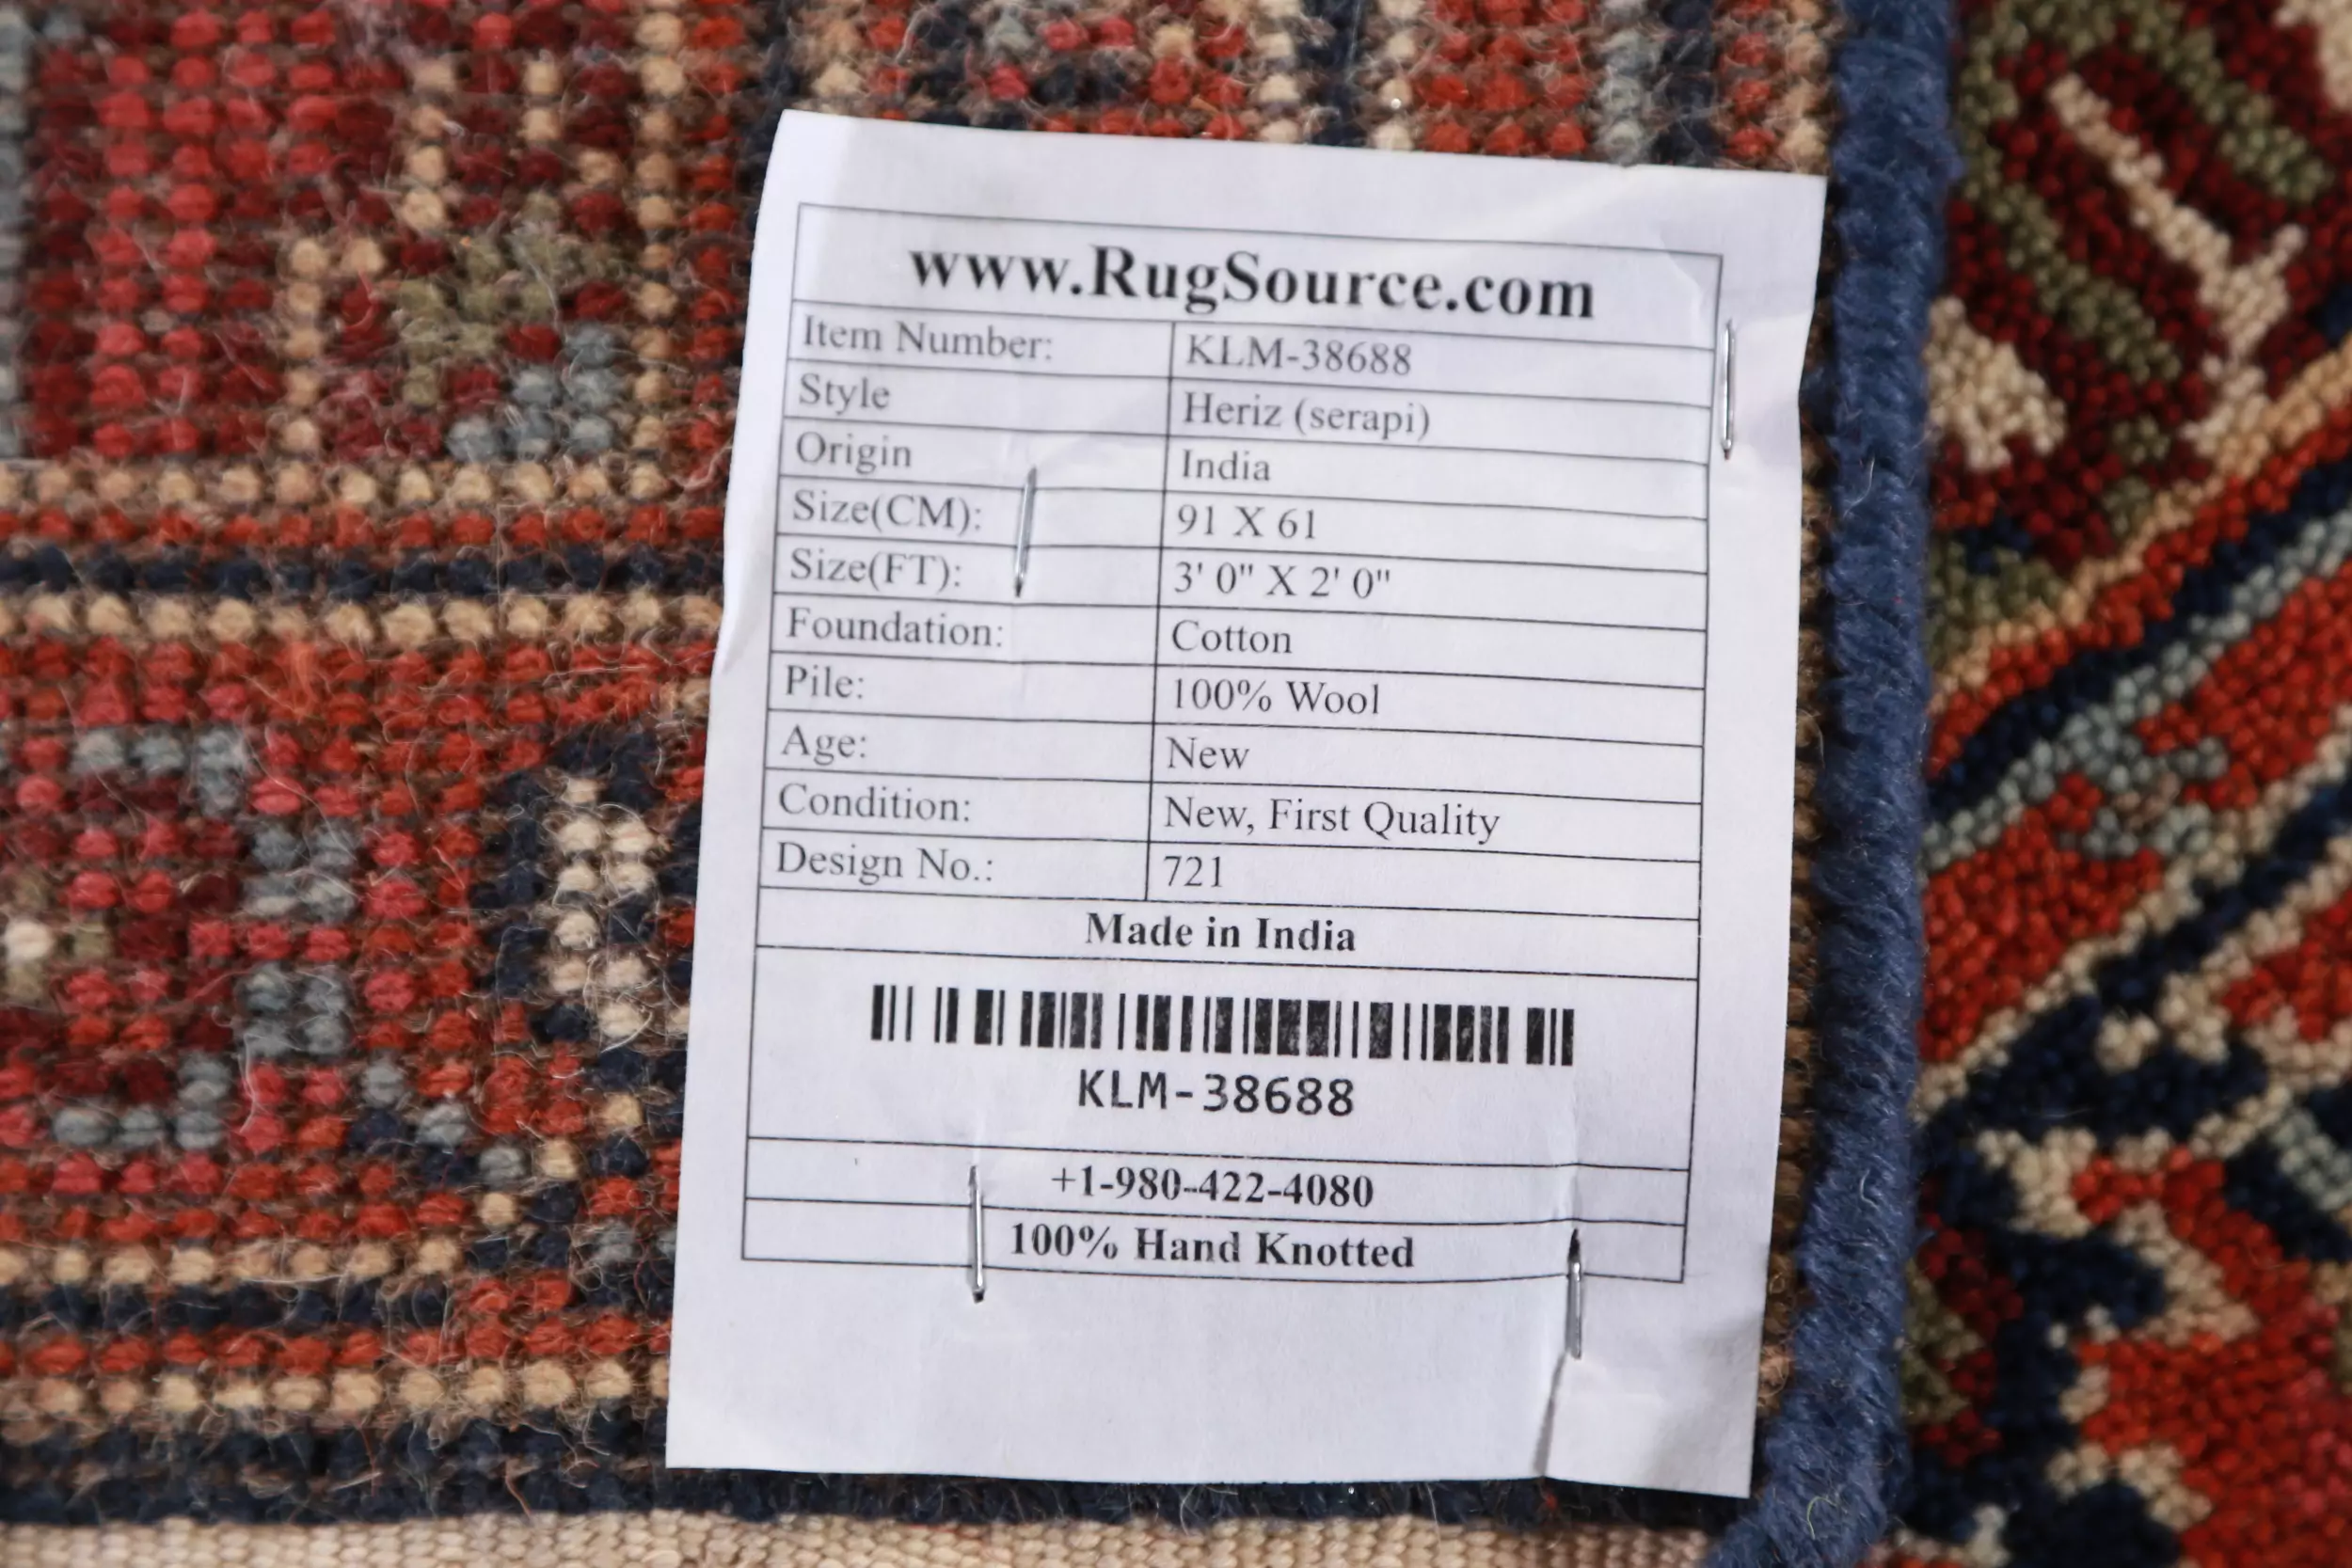 www.RugSource.com
Item Number: KLM-38688
Style Heriz (serapi)
Origin India
Size(CM): 91 X 61
Size(FT): 3' 0" X 2' 0"
Foundation: Cotton
Pile: 100% Wool
Age: New
Condition: New, First Quality
Design No.: 721
Made in India
KLM-38688
+1-980-422-4080
100% Hand Knotted